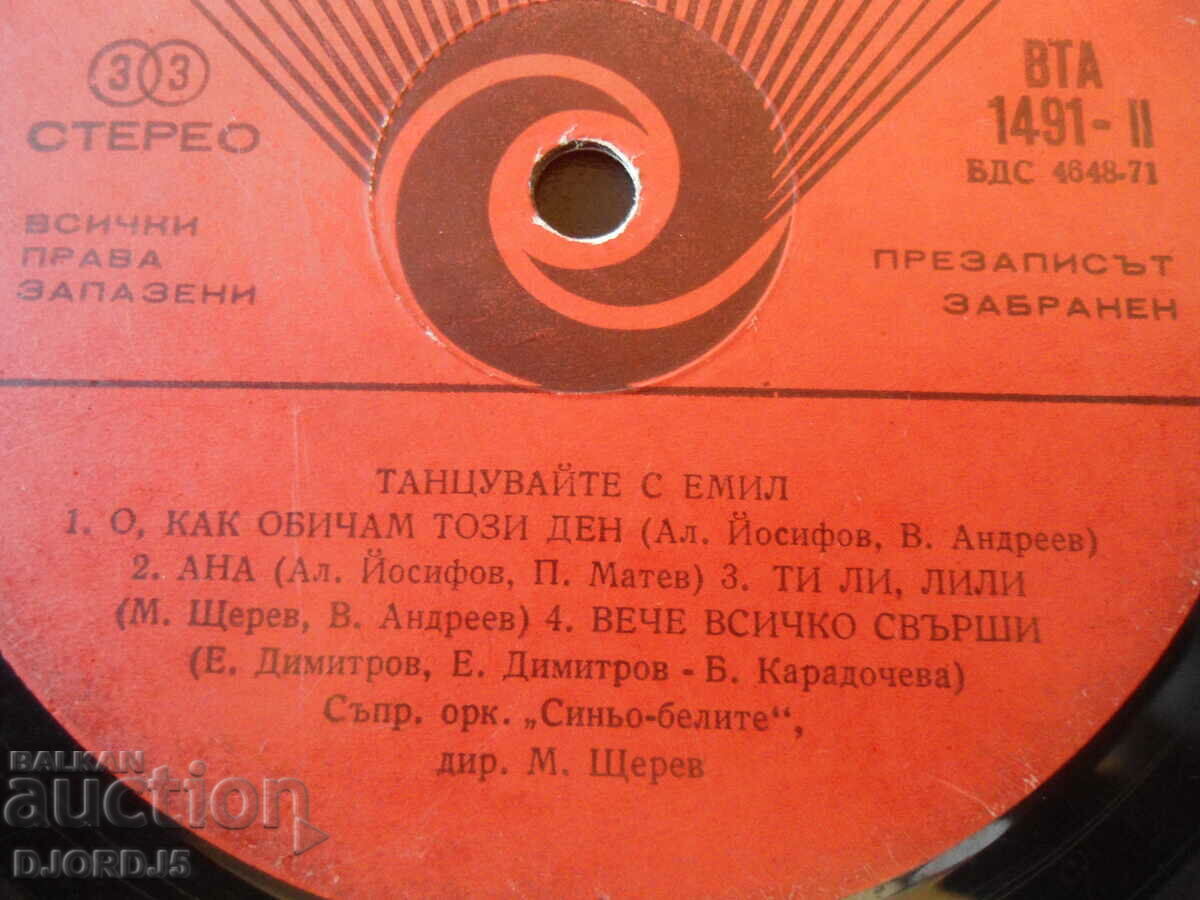 33
СТЕРЕО
ВТА
1491-II
БДС 4648-71
ВСИЧКИ
ПРАВА
ЗАПАЗЕНИ
ПРЕЗАПИСЪТ
ЗАБРАНЕН
ТАНЦУВАЙТЕ С ЕМИЛ
1. О, КАК ОБИЧАМ ТОЗИ ДЕН (Ал. Йосифов, В. Андреев)
2. АНА (Ал. Йосифов, П. Матев) 3. ТИ ЛИ, ЛИЛИ
(М. Щерев, В. Андреев) 4. ВЕЧЕ ВСИЧКО СВЪРШИ
(Е. Димитров, Е. Димитров - Б. Карадочева)
Съпр. орк. „Синьо-белите“,
дир. М. Щерев
BALKAN
auction
DJORDJ5